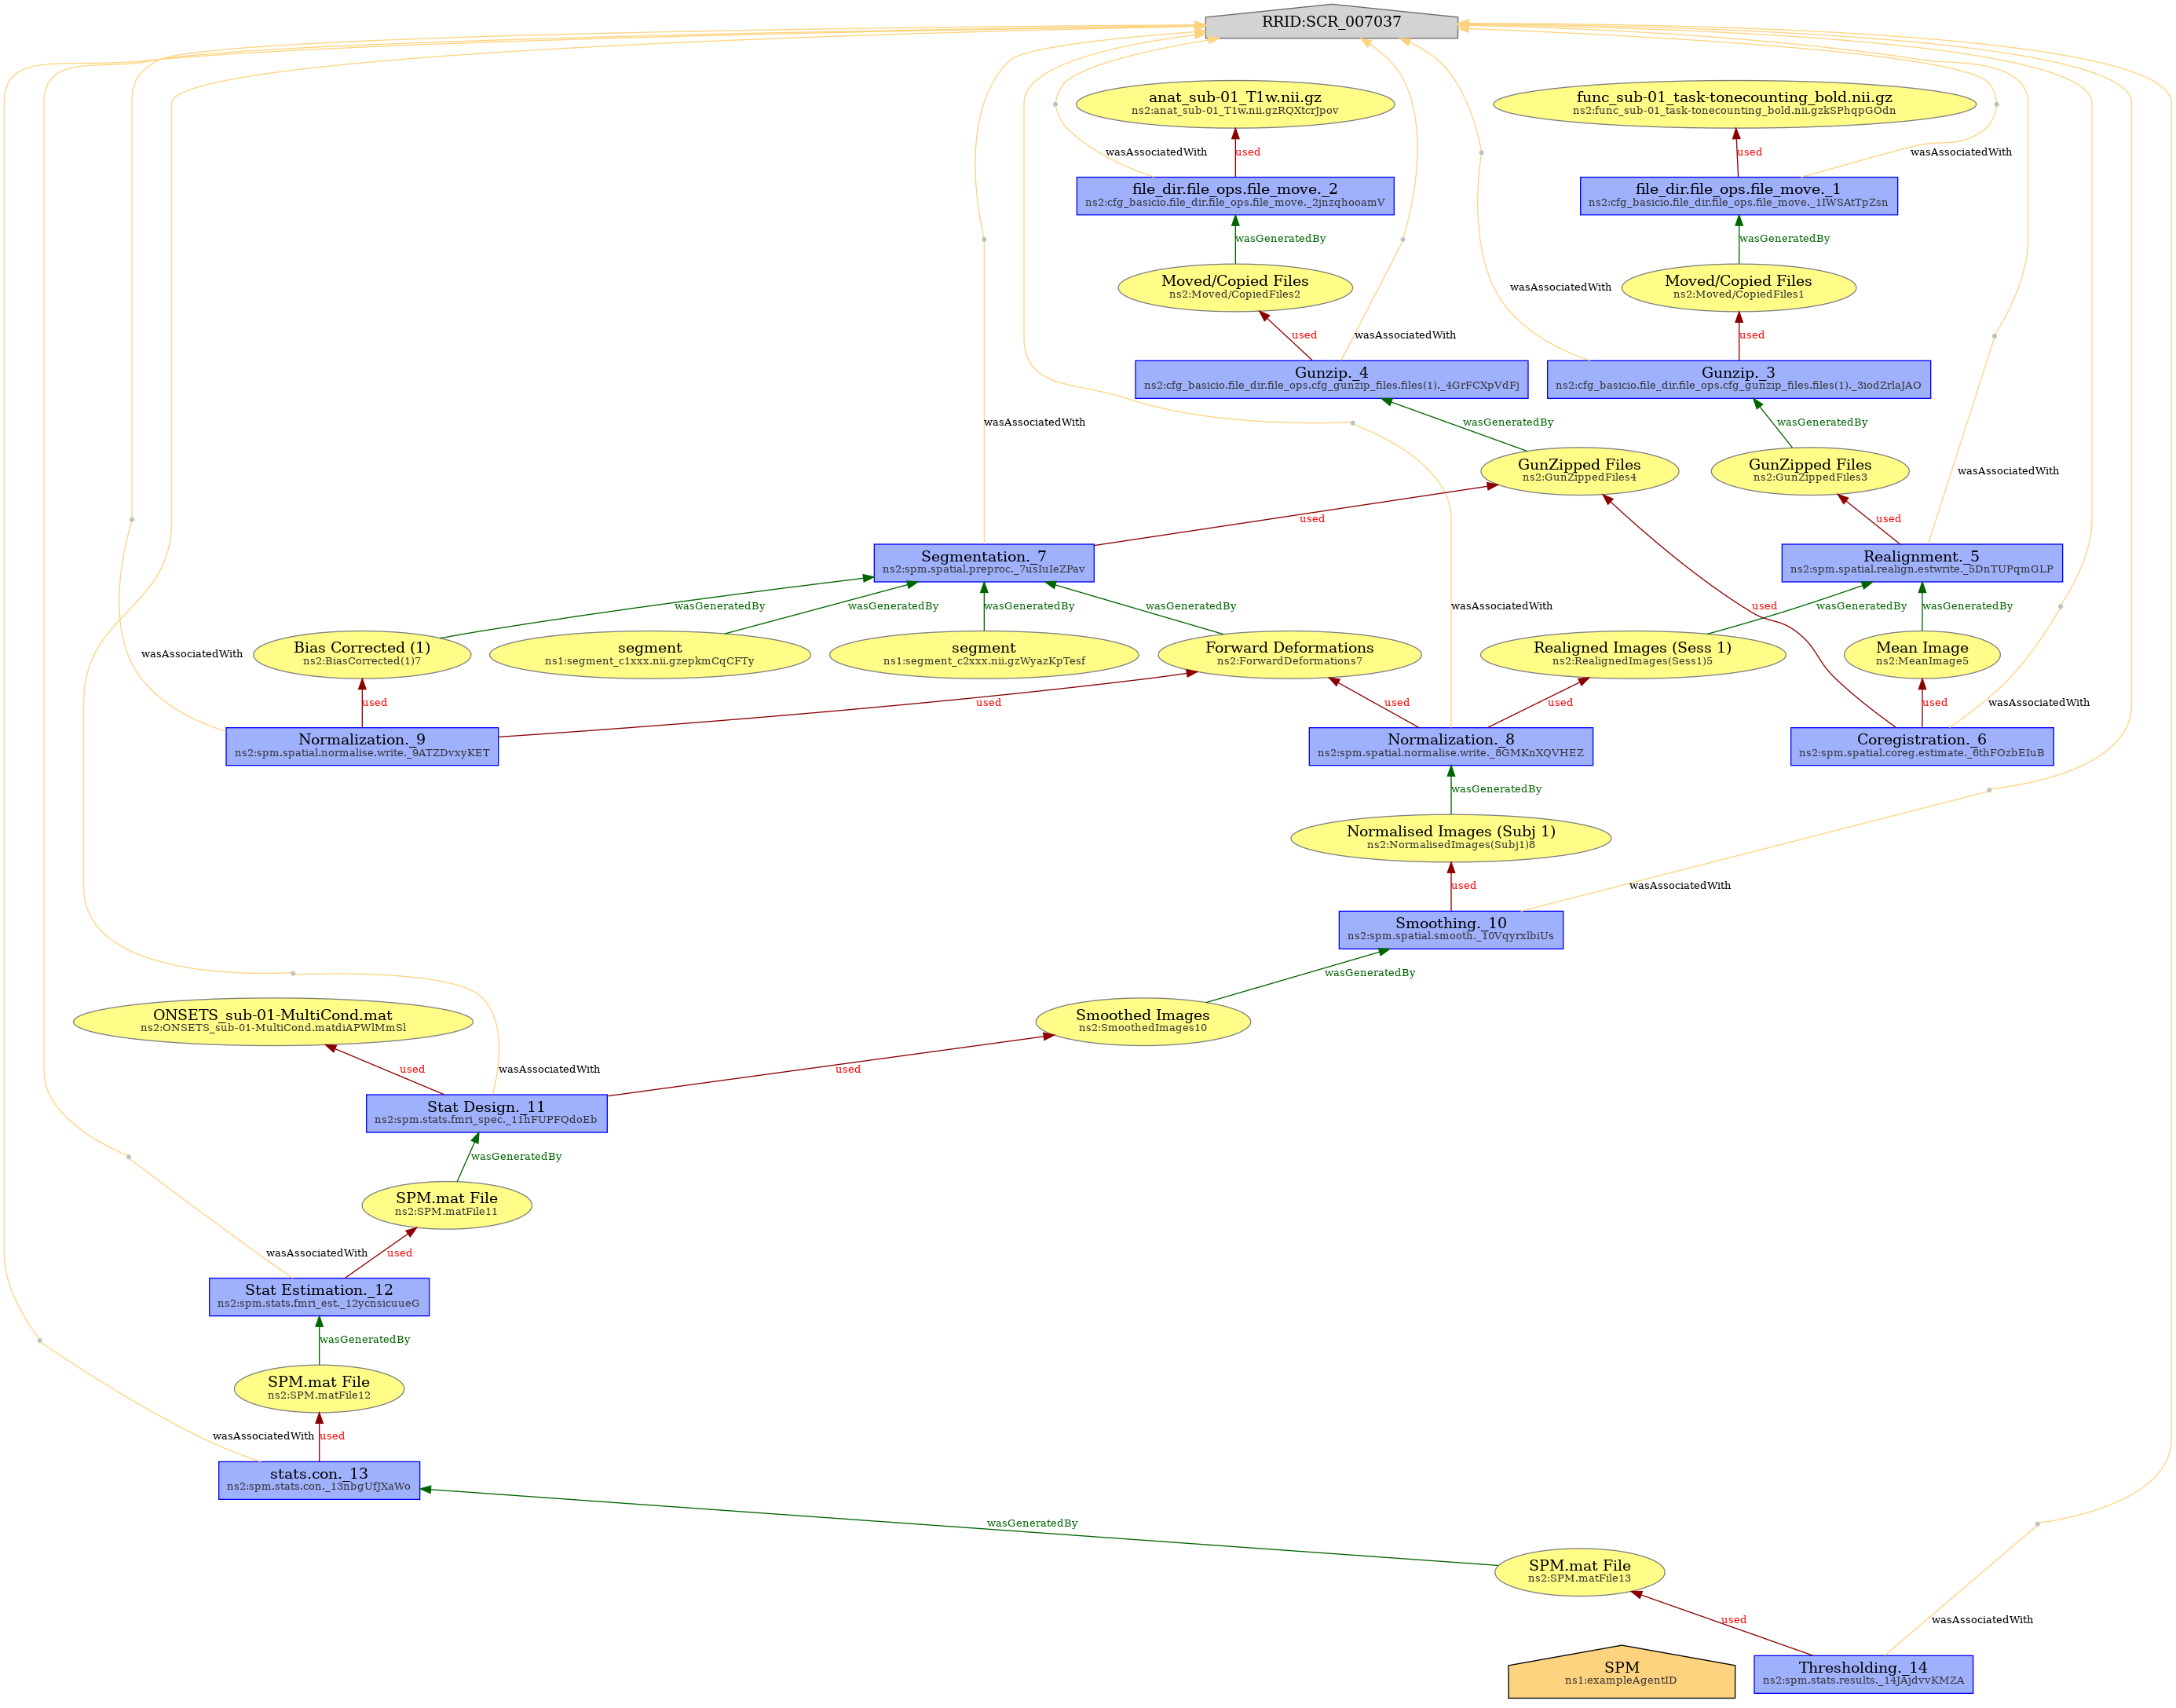 RRID:SCR_007037
anat_sub-01_T1w.nii.gz
ns2:anat_sub-01_T1w.nii.gzRQXtcrJpov
func_sub-01_task-tonecounting_bold.nii.gz
ns2:func_sub-01_task-tonecounting_bold.nii.gzkSPhqpGOdn
wasAssociatedWith
used
used
wasAssociatedWith
file_dir.file_ops.file_move._2
ns2:cfg_basicio.file_dir.file_ops.file_move._2jnzqhooamV
file_dir.file_ops.file_move._1
ns2:cfg_basicio.file_dir.file_ops.file_move._1IWSAtTpZsn
wasGeneratedBy
wasGeneratedBy
Moved/Copied Files
ns2:Moved/CopiedFiles2
Moved/Copied Files
ns2:Moved/CopiedFiles1
wasAssociatedWith
used
wasAssociatedWith
used
Gunzip._4
ns2:cfg_basicio.file_dir.file_ops.cfg_gunzip_files.files(1)._4GrFCXpVdFj
Gunzip._3
ns2:cfg_basicio.file_dir.file_ops.cfg_gunzip_files.files(1)._3iodZrlaJAO
wasAssociatedWith
wasGeneratedBy
wasGeneratedBy
GunZipped Files
ns2:GunZippedFiles4
GunZipped Files
ns2:GunZippedFiles3
wasAssociatedWith
used
used
Segmentation._7
ns2:spm.spatial.preproc._7usIuIeZPav
Realignment._5
ns2:spm.spatial.realign.estwrite._5DnTUPqmGLP
wasGeneratedBy
wasGeneratedBy
wasGeneratedBy
wasGeneratedBy
wasAssociatedWith
used
wasGeneratedBy
wasGeneratedBy
Bias Corrected (1)
ns2:BiasCorrected(1)7
segment
ns1:segment_c1xxx.nii.gzepkmCqCFTy
segment
ns1:segment_c2xxx.nii.gzWyazKpTesf
Forward Deformations
ns2:ForwardDeformations7
Realigned Images (Sess 1)
ns2:RealignedImages(Sess1)5
Mean Image
ns2:MeanImage5
wasAssociatedWith
used
used
used
used
used
wasAssociatedWith
Normalization._9
ns2:spm.spatial.normalise.write._9ATZDvxyKET
Normalization._8
ns2:spm.spatial.normalise.write._8GMKnXQVHEZ
Coregistration._6
ns2:spm.spatial.coreg.estimate._6thFOzbEIuB
wasGeneratedBy
Normalised Images (Subj 1)
ns2:NormalisedImages(Subj1)8
used
wasAssociatedWith
Smoothing._10
ns2:spm.spatial.smooth._10VqyrxlbiUs
wasGeneratedBy
ONSETS_sub-01-MultiCond.mat
ns2:ONSETS_sub-01-MultiCond.matdiAPWlMmSl
Smoothed Images
ns2:SmoothedImages10
used
wasAssociatedWith
used
Stat Design._11
ns2:spm.stats.fmri_spec._11hFUPFQdoEb
wasGeneratedBy
SPM.mat File
ns2:SPM.matFile11
wasAssociatedWith
used
Stat Estimation._12
ns2:spm.stats.fmri_est._12ycnsicuueG
wasGeneratedBy
SPM.mat File
ns2:SPM.matFile12
wasAssociatedWith
used
stats.con._13
ns2:spm.stats.con._13nbgUfJXaWo
wasGeneratedBy
SPM.mat File
ns2:SPM.matFile13
used
wasAssociatedWith
SPM
ns1:exampleAgentID
Thresholding._14
ns2:spm.stats.results._14JAjdvvKMZA